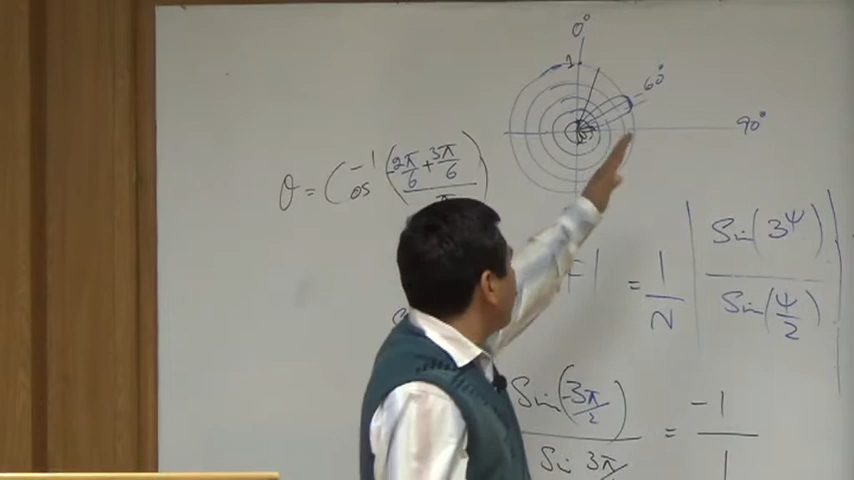 0°
1
60°
90°
θ = Cos⁻¹ ( (-2π/6 + 3π/6) / π
F| = 1/N | Sin(3Ψ) / Sin(Ψ/2) |
Sin(-3π/2) / Sin 3π/ = -1/1